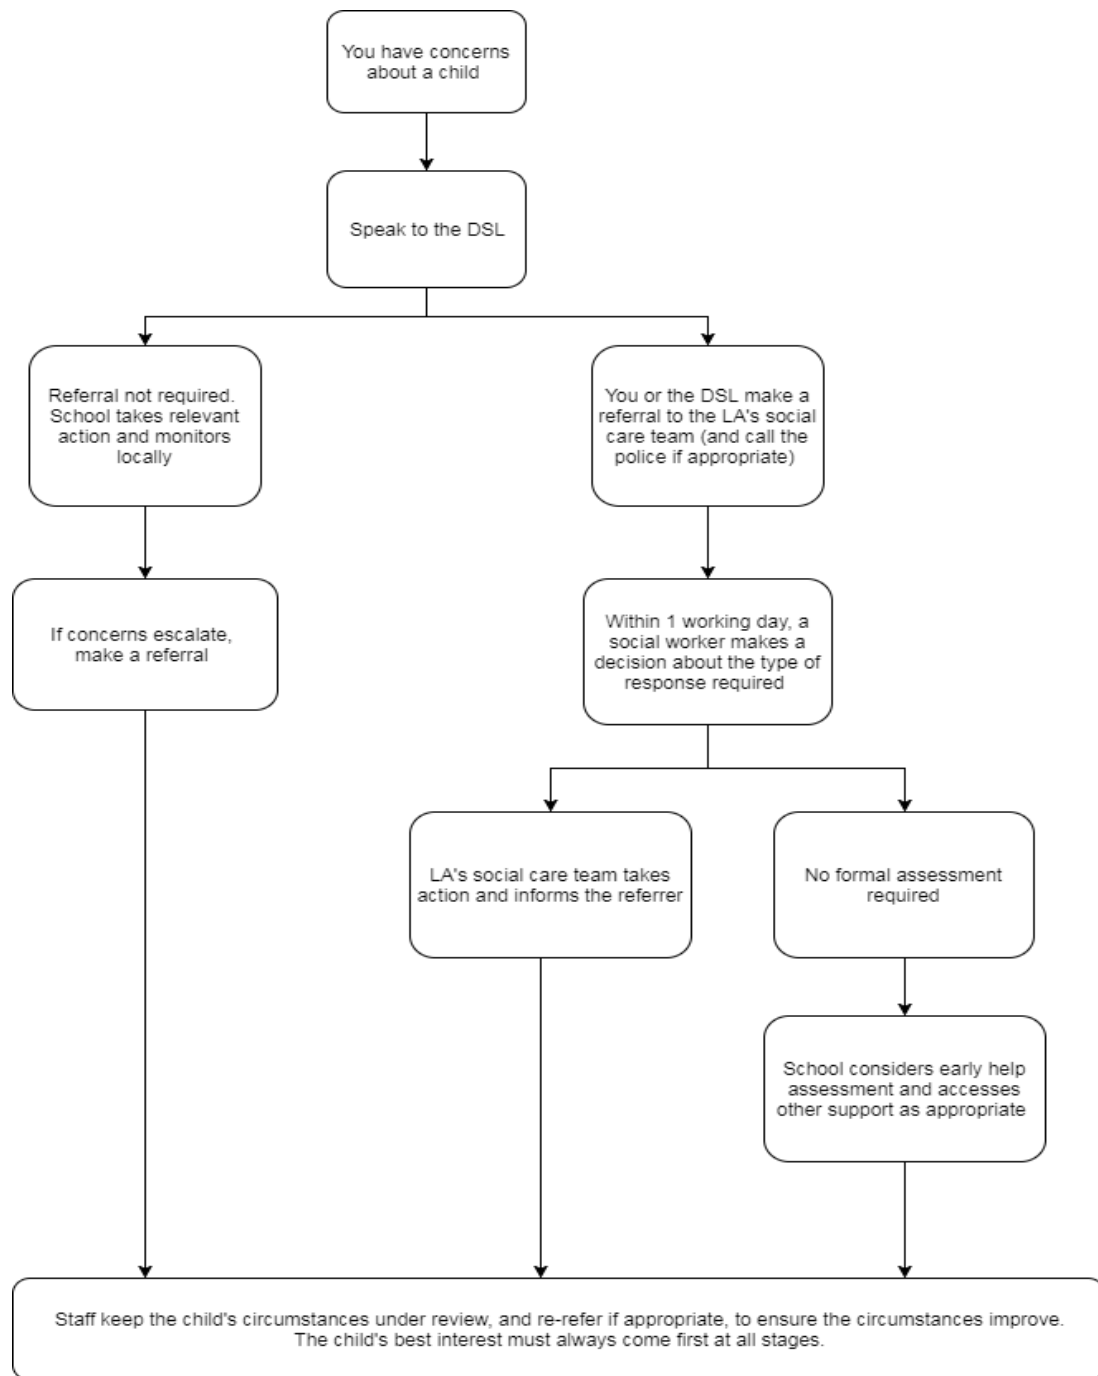 You have concerns
about a child
Speak to the DSL
Referral not required.
School takes relevant
action and monitors
locally
You or the DSL make a
referral to the LA's social
care team (and call the
police if appropriate)
If concerns escalate,
make a referral
Within 1 working day, a
social worker makes a
decision about the type of
response required
LA's social care team takes
action and informs the referrer
No formal assessment
required
School considers early help
assessment and accesses
other support as appropriate
Staff keep the child's circumstances under review, and re-refer if appropriate, to ensure the circumstances improve.
The child's best interest must always come first at all stages.